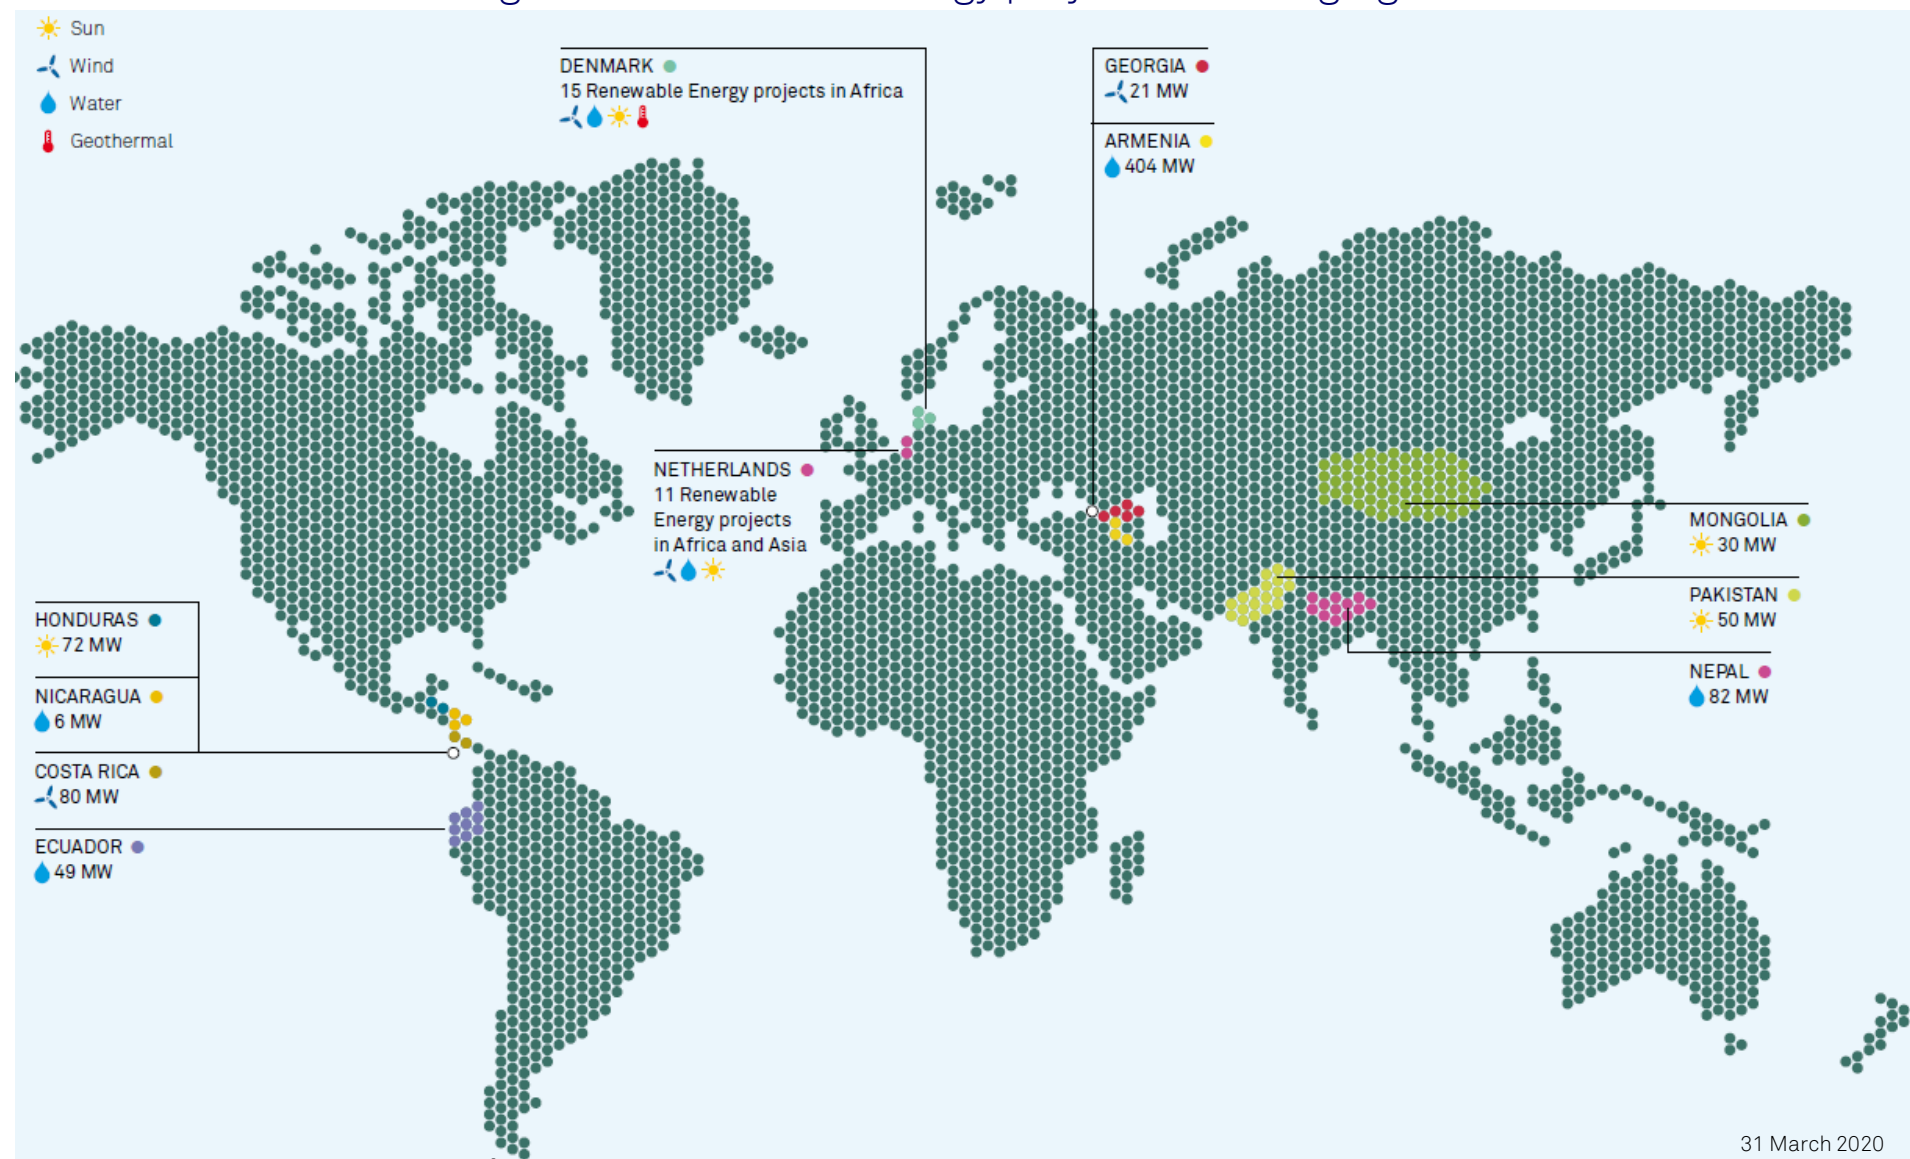 Sun
Wind
Water
Geothermal
DENMARK
15 Renewable Energy projects in Africa
GEORGIA
21 MW
ARMENIA
404 MW
NETHERLANDS
11 Renewable
Energy projects
in Africa and Asia
MONGOLIA
30 MW
PAKISTAN
50 MW
NEPAL
82 MW
HONDURAS
72 MW
NICARAGUA
6 MW
COSTA RICA
80 MW
ECUADOR
49 MW
31 March 2020